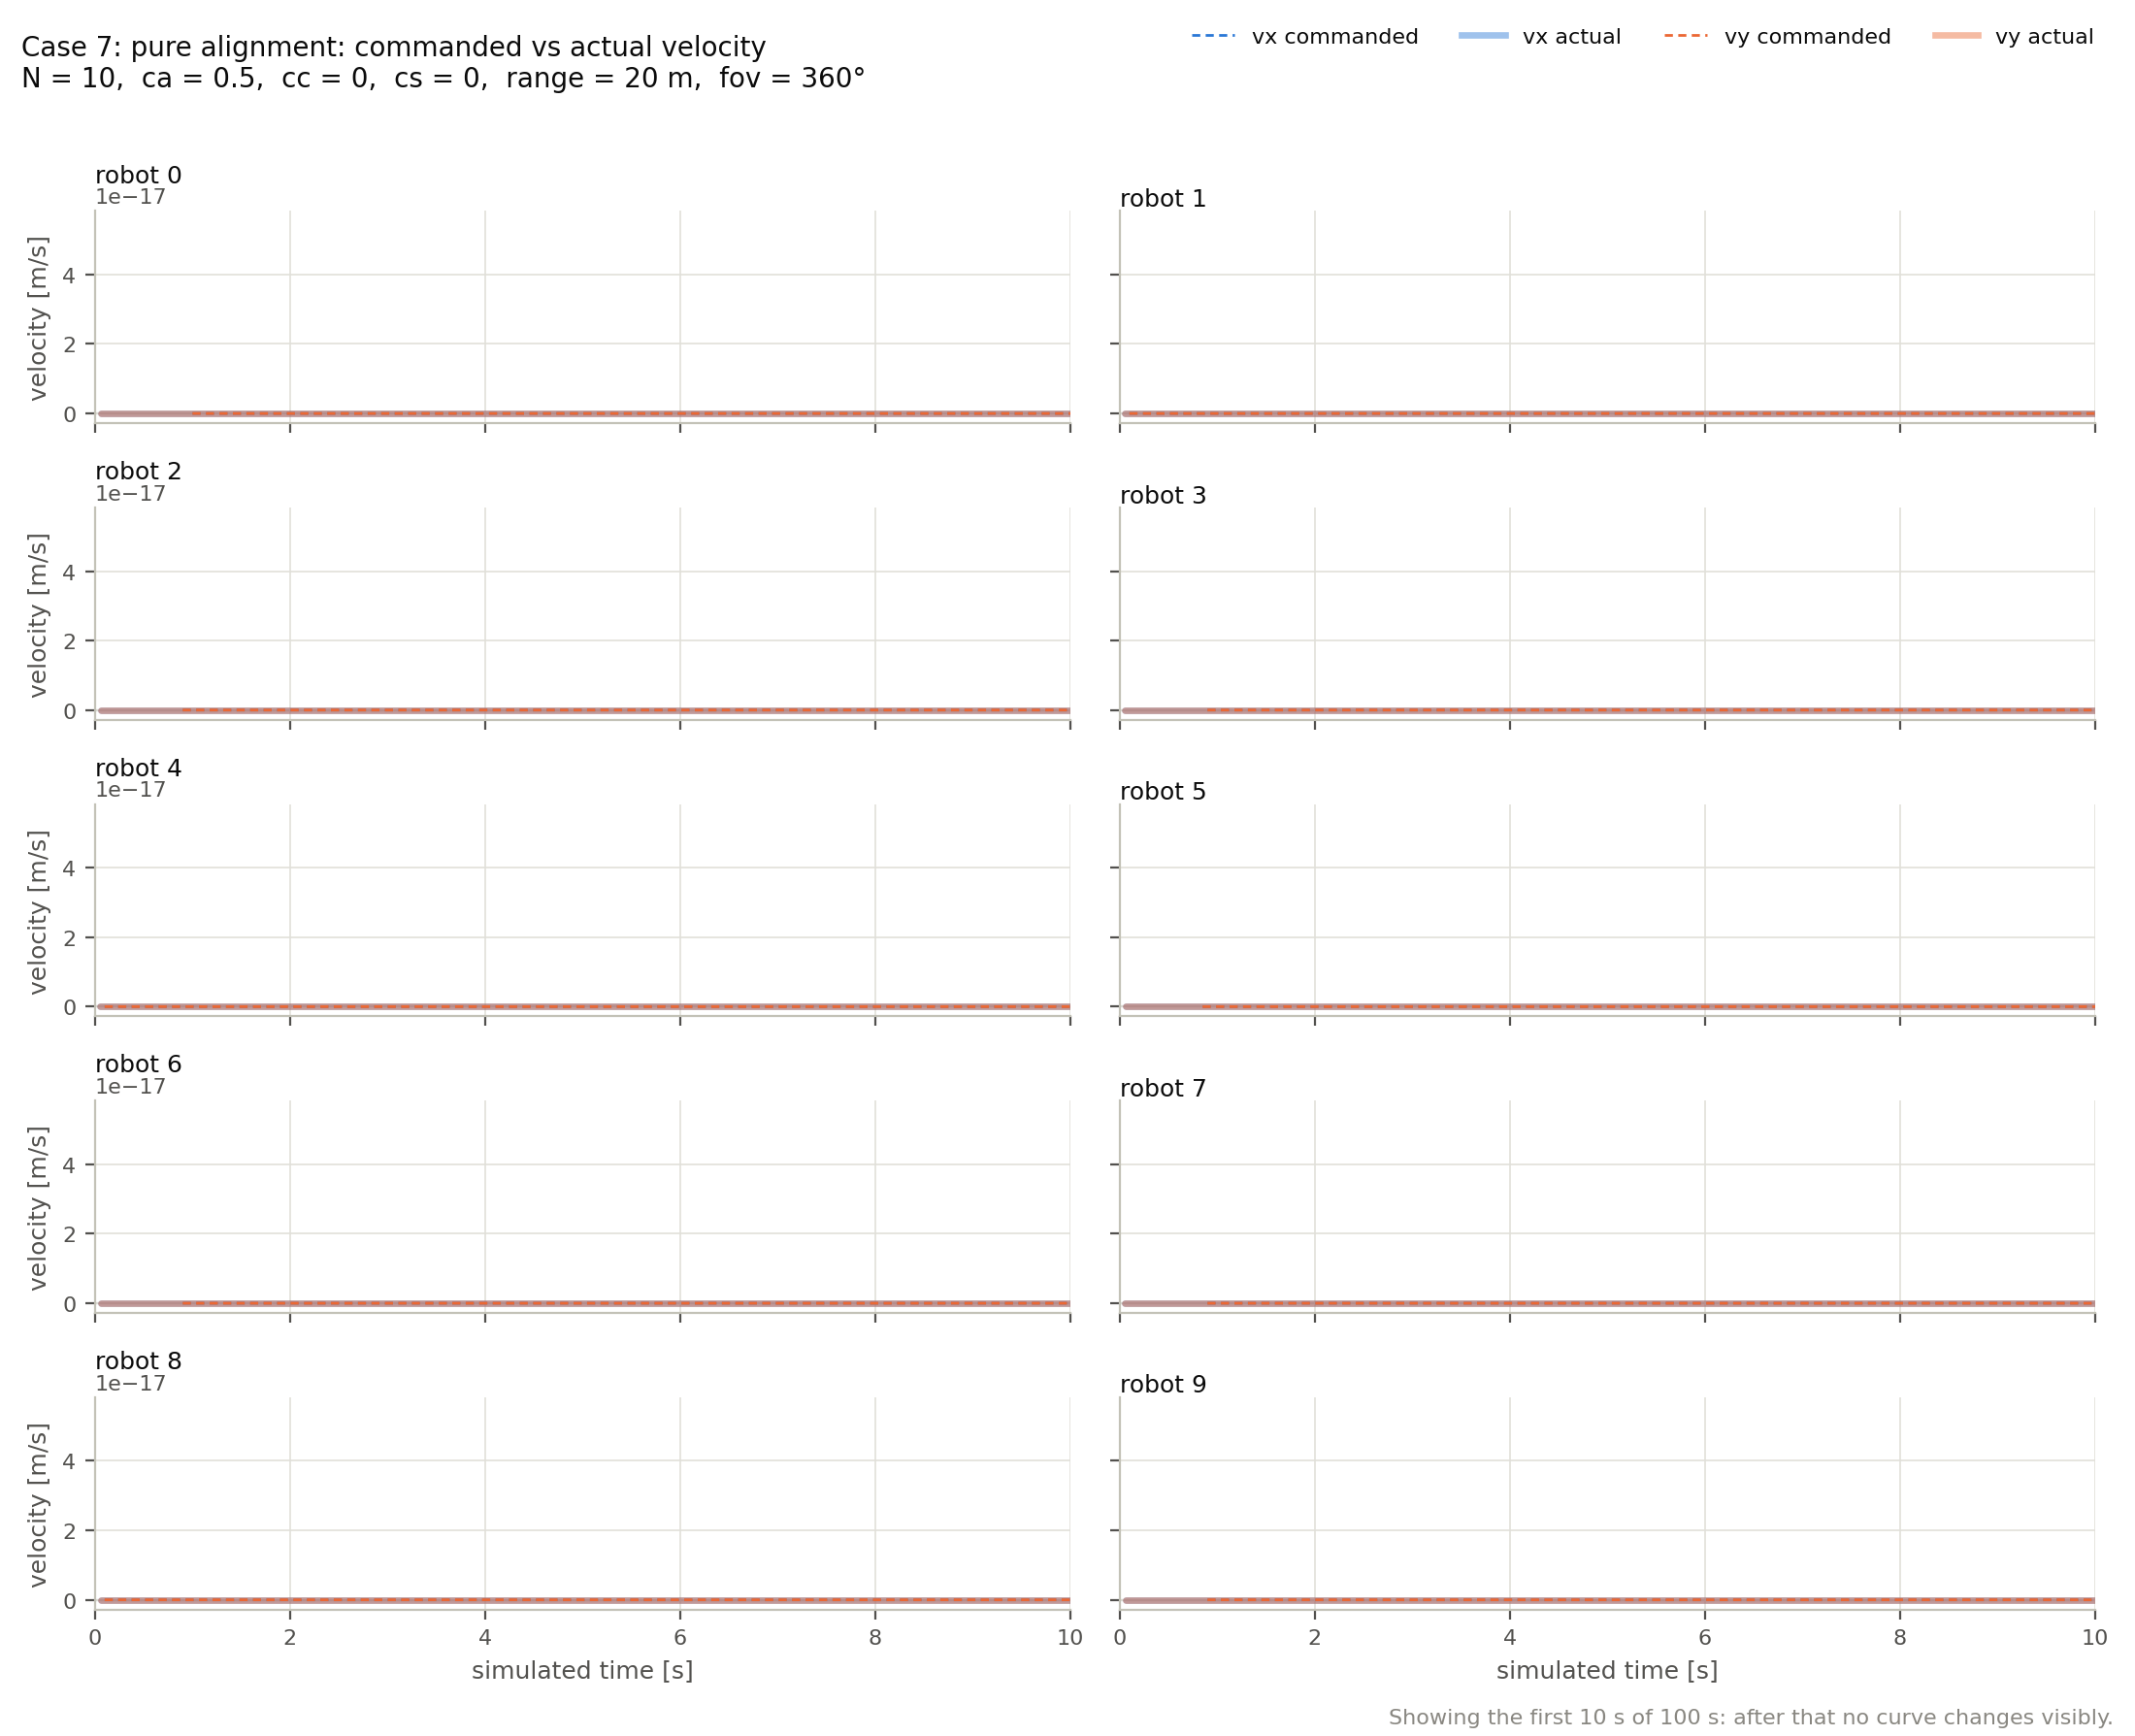 Case 7: pure alignment: commanded vs actual velocity
N = 10,  ca = 0.5,  cc = 0,  cs = 0,  range = 20 m,  fov = 360°
vx commanded
vx actual
vy commanded
vy actual
robot 0
1e−17
velocity [m/s]
4
2
0
robot 1
robot 2
1e−17
velocity [m/s]
4
2
0
robot 3
robot 4
1e−17
velocity [m/s]
4
2
0
robot 5
robot 6
1e−17
velocity [m/s]
4
2
0
robot 7
robot 8
1e−17
velocity [m/s]
4
2
0
0 2 4 6 8 10
simulated time [s]
robot 9
0 2 4 6 8 10
simulated time [s]
Showing the first 10 s of 100 s: after that no curve changes visibly.